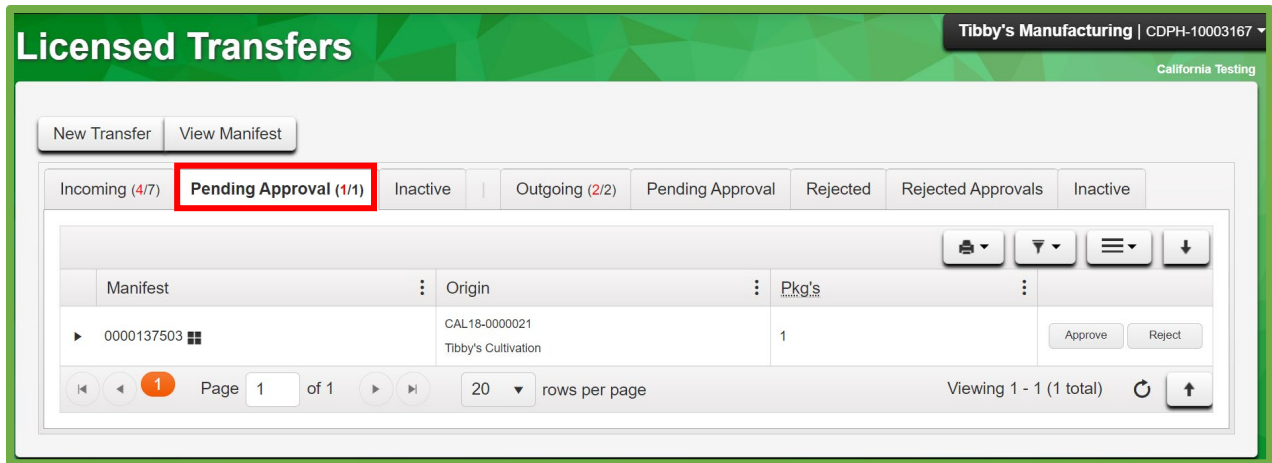 Licensed Transfers
Tibby's Manufacturing | CDPH-10003167
California Testing
New Transfer View Manifest
Incoming (4/7) Pending Approval (1/1) Inactive | Outgoing (2/2) Pending Approval Rejected Rejected Approvals Inactive
Manifest Origin Pkg's
CAL18-0000021
0000137503 1 Approve Reject
Tibby's Cultivation
1 Page 1 of 1 20 rows per page Viewing 1 - 1 (1 total)